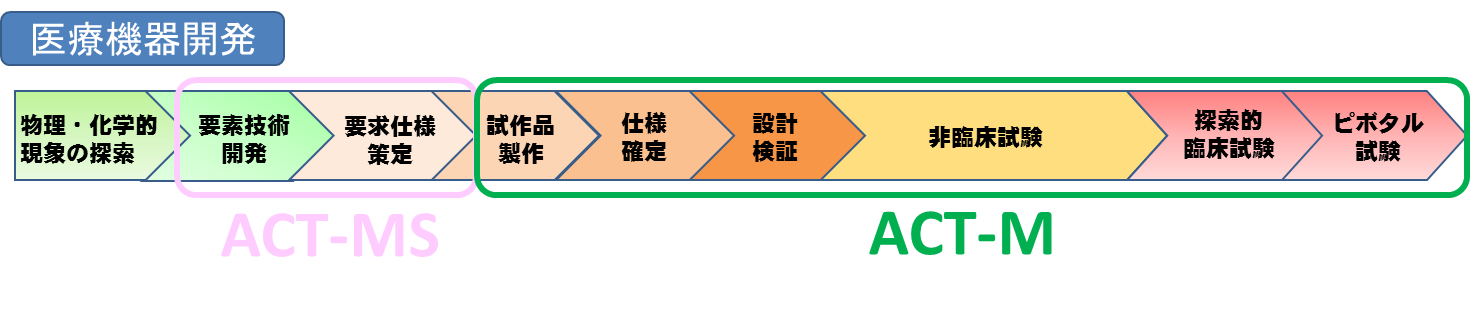 医療機器開発
物理・化学的
現象の探索
要素技術
開発
要求仕様
策定
試作品
製作
仕様
確定
設計
検証
非臨床試験
探索的
臨床試験
ピボタル
試験
ACT-MS
ACT-M